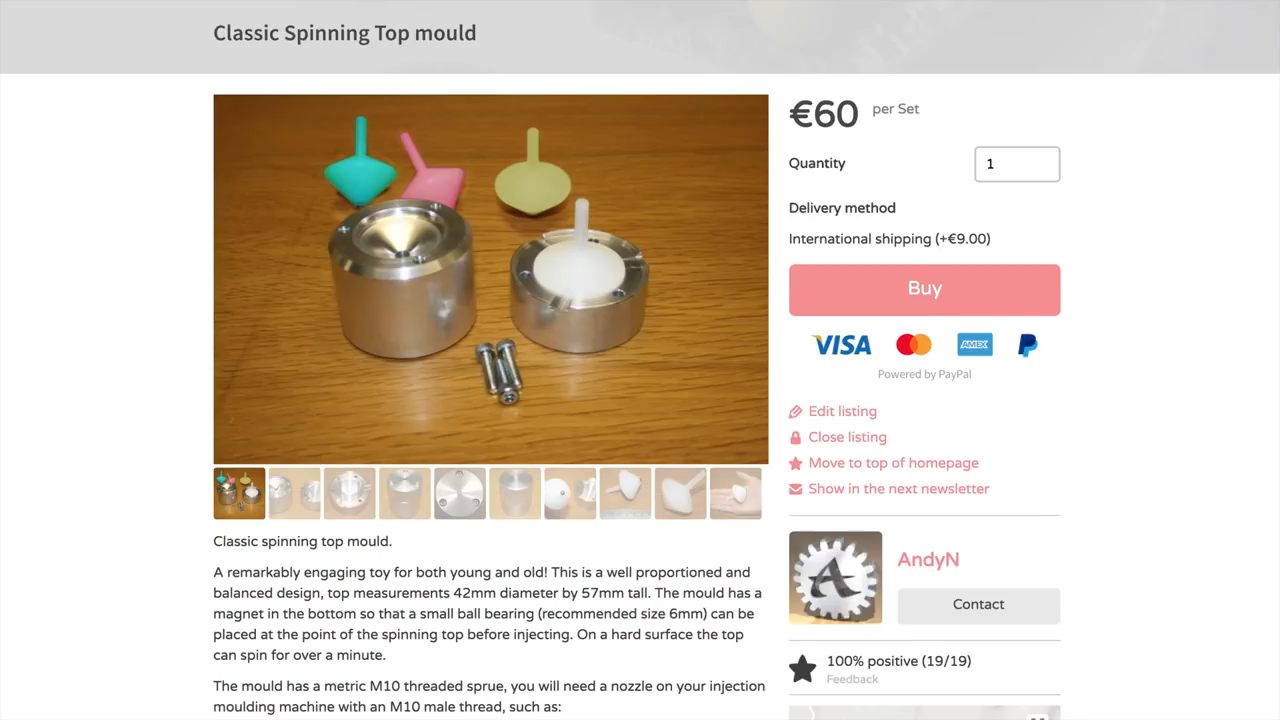 Classic Spinning Top mould
€60 per Set
Quantity 1
Delivery method
International shipping (+€9.00)
Buy
VISA AMEX
Powered by PayPal
Edit listing
Close listing
Move to top of homepage
Show in the next newsletter
A
AndyN
Contact
100% positive (19/19)
Feedback
Classic spinning top mould.
A remarkably engaging toy for both young and old! This is a well proportioned and
balanced design, top measurements 42mm diameter by 57mm tall. The mould has a
magnet in the bottom so that a small ball bearing (recommended size 6mm) can be
placed at the point of the spinning top before injecting. On a hard surface the top
can spin for over a minute.
The mould has a metric M10 threaded sprue, you will need a nozzle on your injection
moulding machine with an M10 male thread, such as: